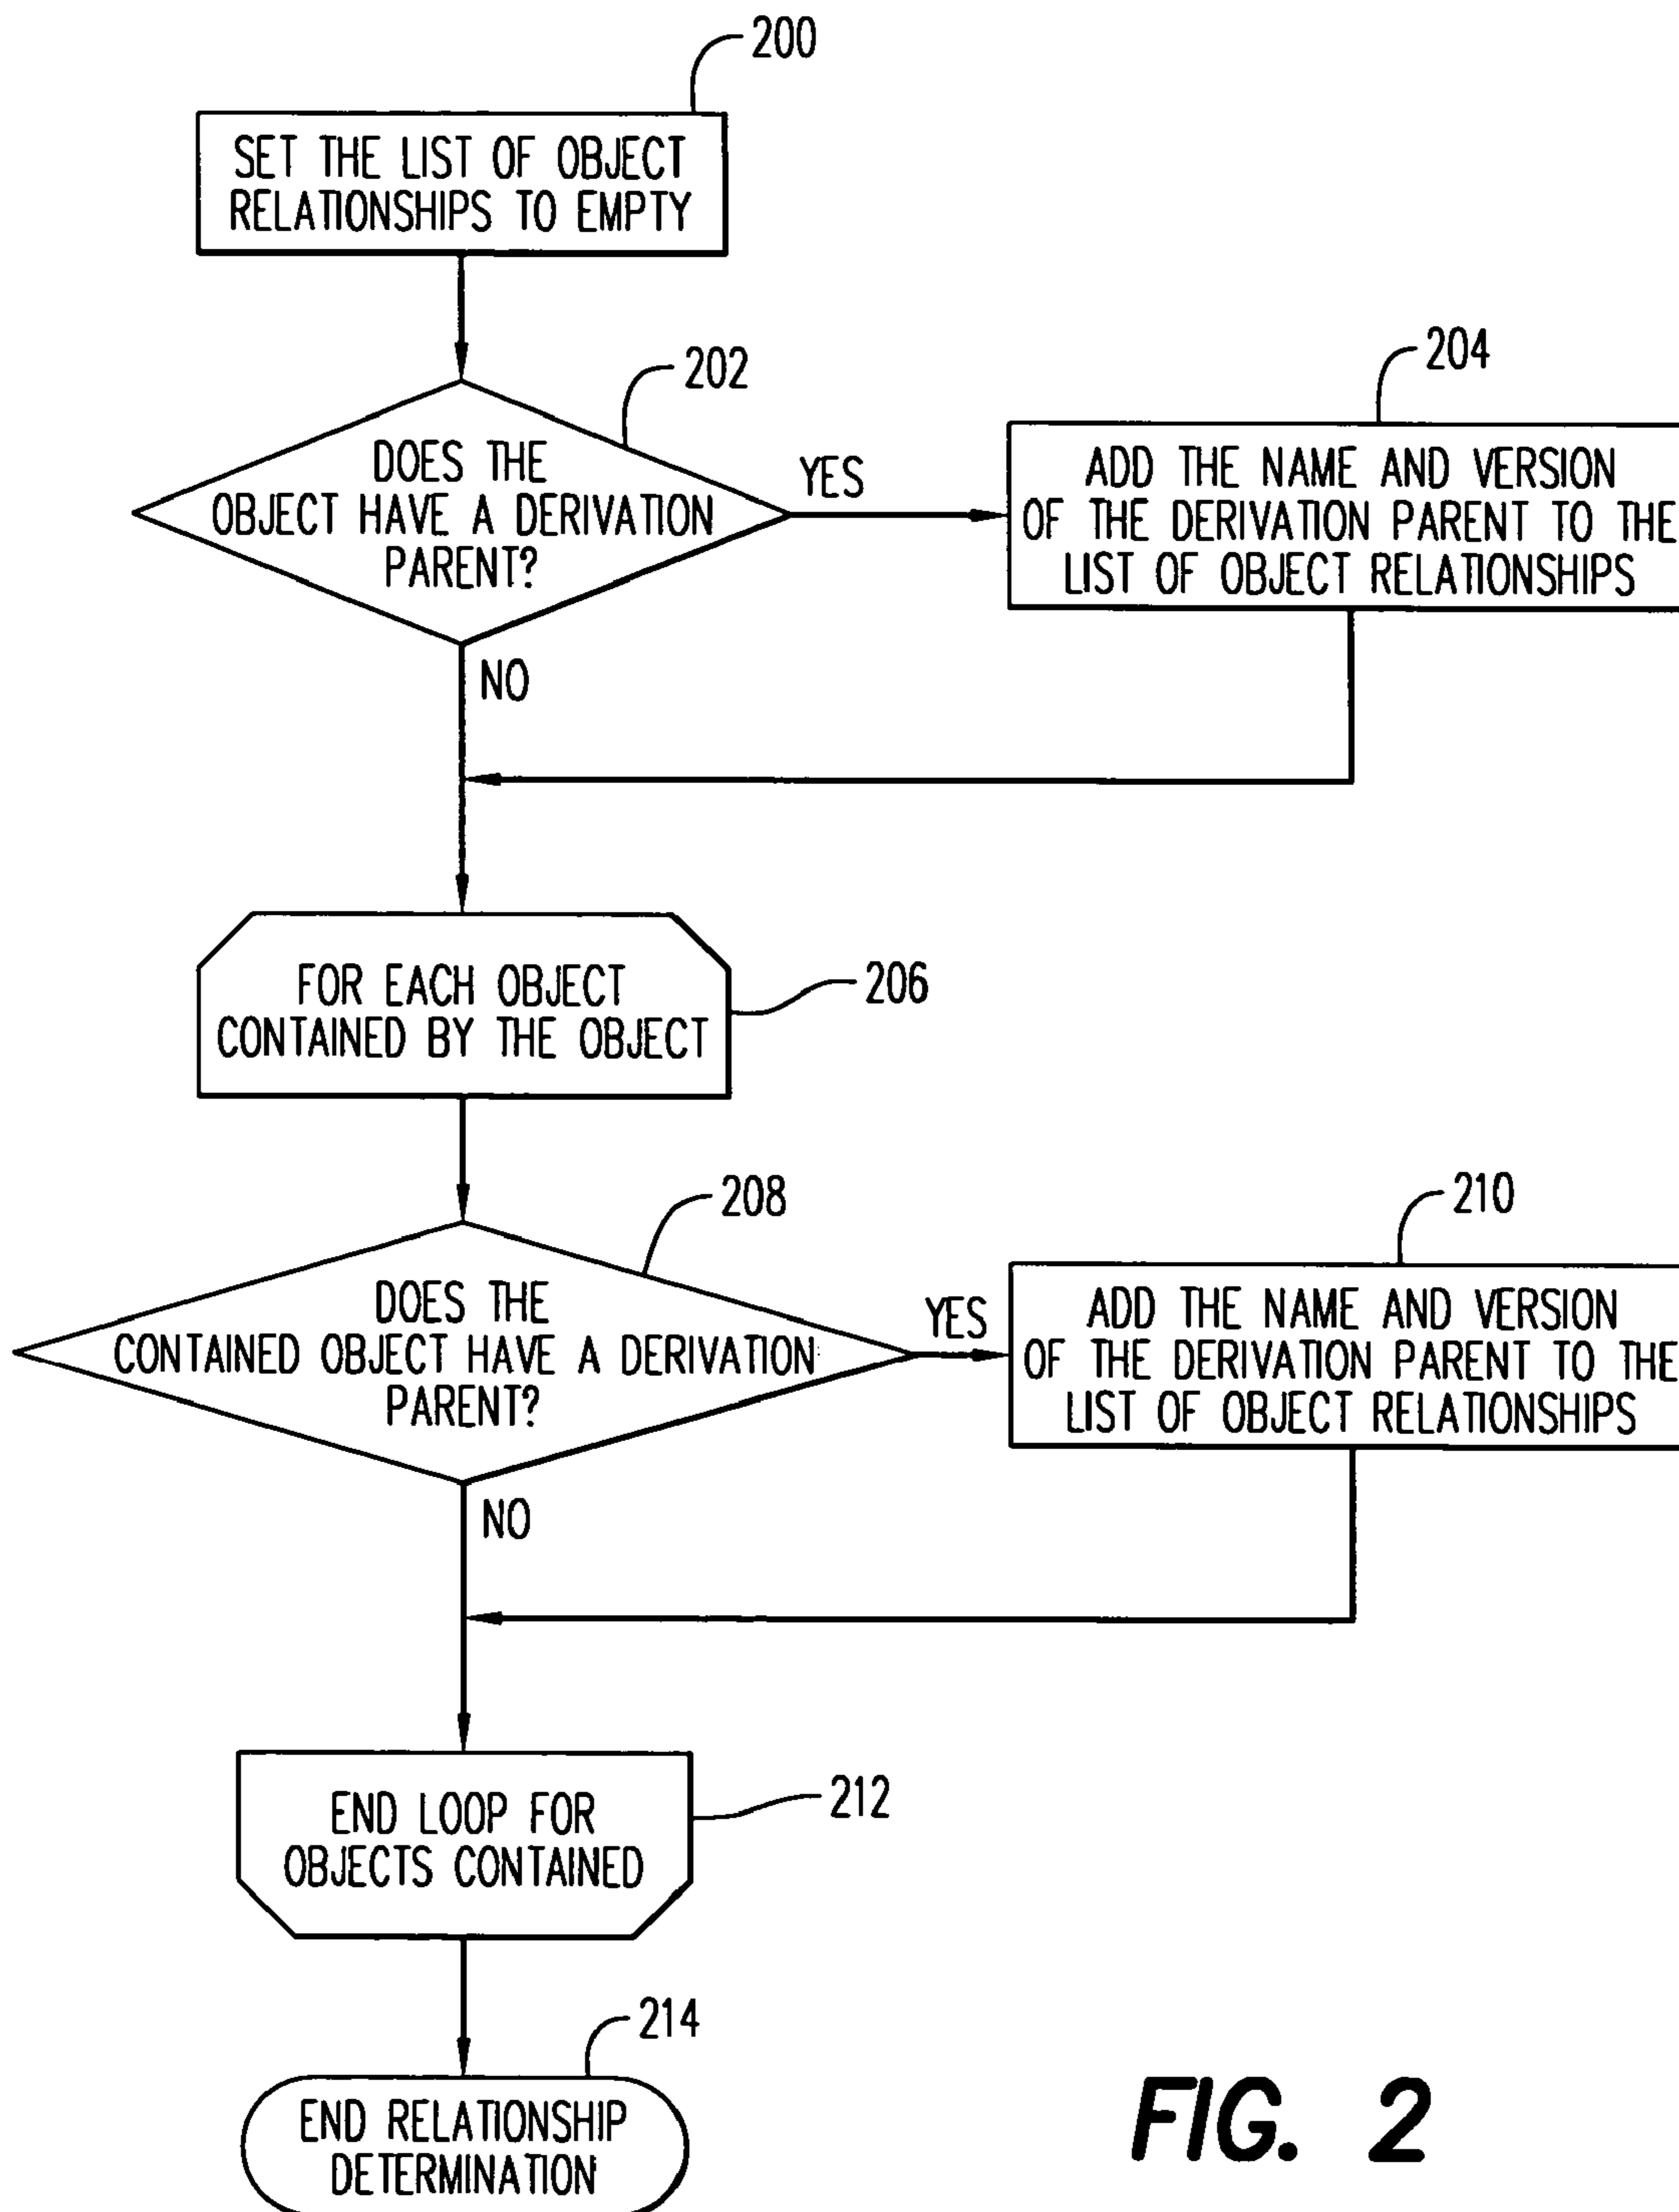 200
SET THE LIST OF OBJECT
RELATIONSHIPS TO EMPTY
202
DOES THE
OBJECT HAVE A DERIVATION
PARENT?
YES
204
ADD THE NAME AND VERSION
OF THE DERIVATION PARENT TO THE
LIST OF OBJECT RELATIONSHIPS
NO
FOR EACH OBJECT
CONTAINED BY THE OBJECT
206
208
DOES THE
CONTAINED OBJECT HAVE A DERIVATION
PARENT?
YES
210
ADD THE NAME AND VERSION
OF THE DERIVATION PARENT TO THE
LIST OF OBJECT RELATIONSHIPS
NO
END LOOP FOR
OBJECTS CONTAINED
212
214
END RELATIONSHIP
DETERMINATION
FIG. 2